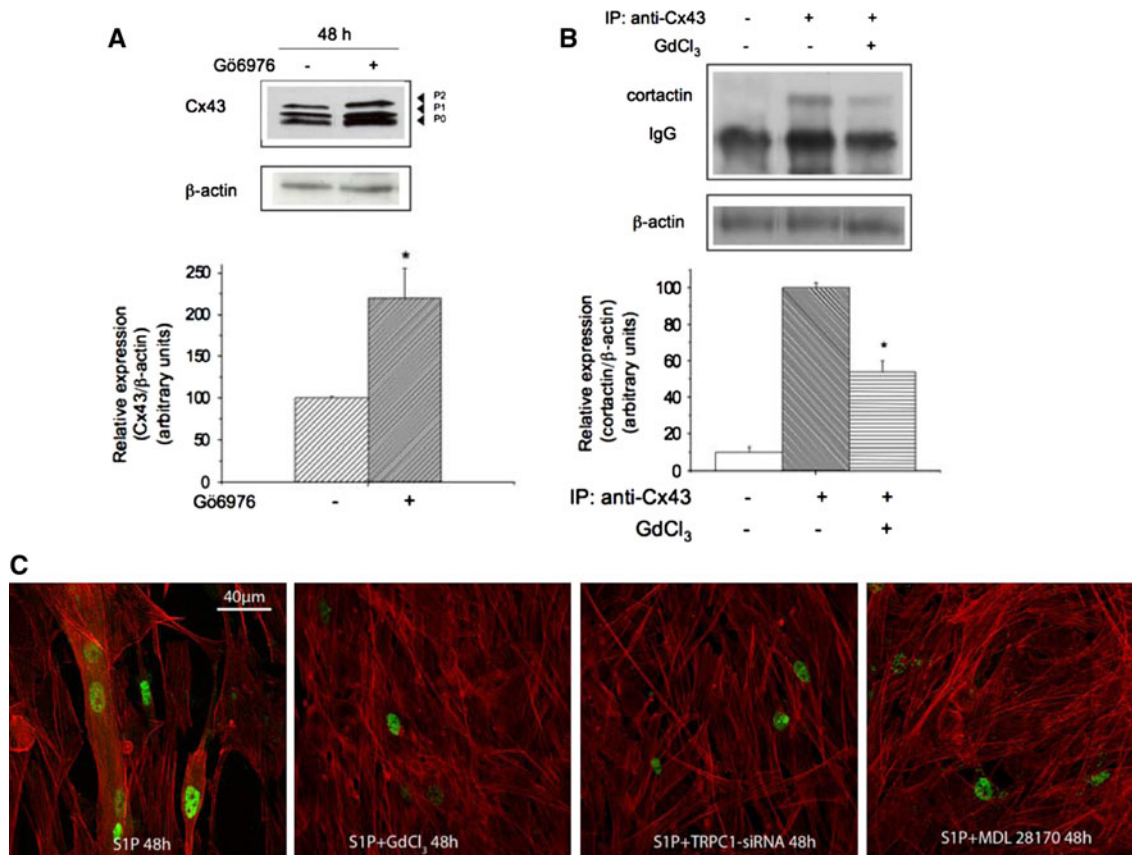 A
48 h
Gö6976 - +
Cx43
P2
P1
P0
β-actin
*
250
200
150
100
50
0
Relative expression
(Cx43/β-actin)
(arbitrary units)
Gö6976 - +
B
IP: anti-Cx43 - + +
GdCl3 - - +
cortactin
IgG
β-actin
100
80
60
40
20
0
*
Relative expression
(cortactin/β-actin)
(arbitrary units)
IP: anti-Cx43 - + +
GdCl3 - - +
C
40µm
S1P 48h
S1P+GdCl3 48h
S1P+TRPC1-siRNA 48h
S1P+MDL 28170 48h